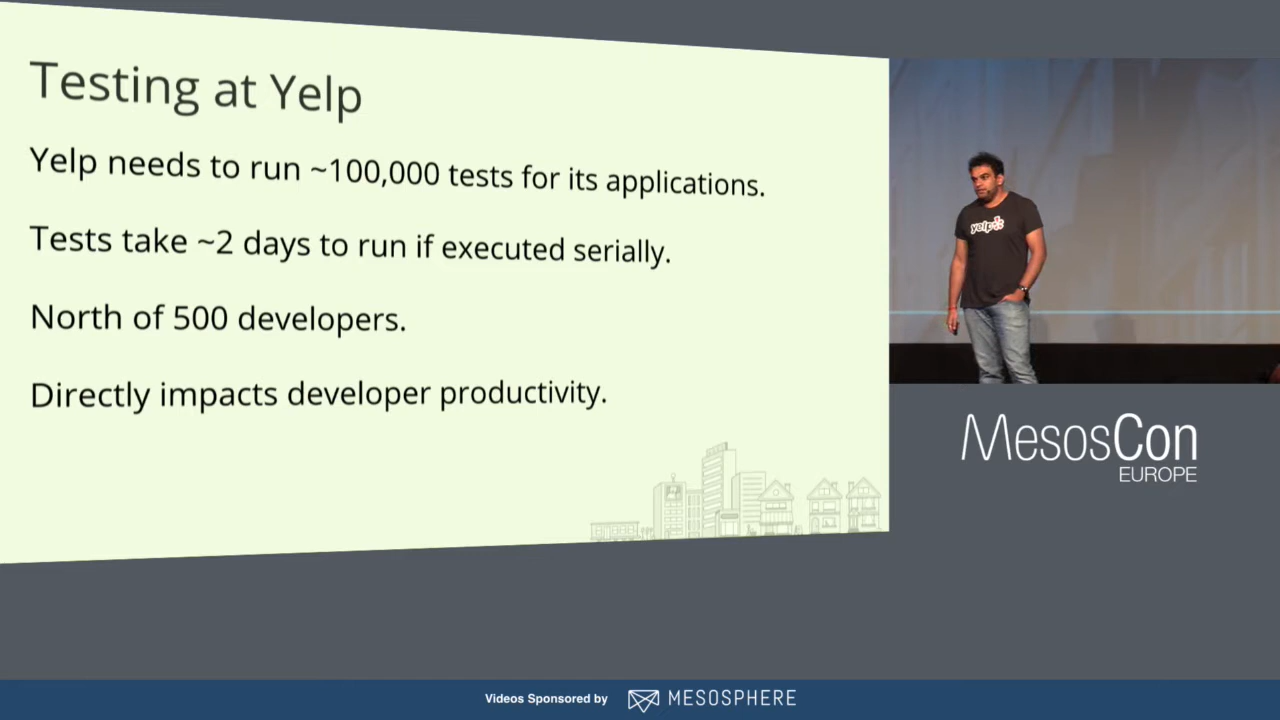 Testing at Yelp
Yelp needs to run ~100,000 tests for its applications.
Tests take ~2 days to run if executed serially.
North of 500 developers.
Directly impacts developer productivity.
yelp
MesosCon
EUROPE
Videos Sponsored by MESOSPHERE